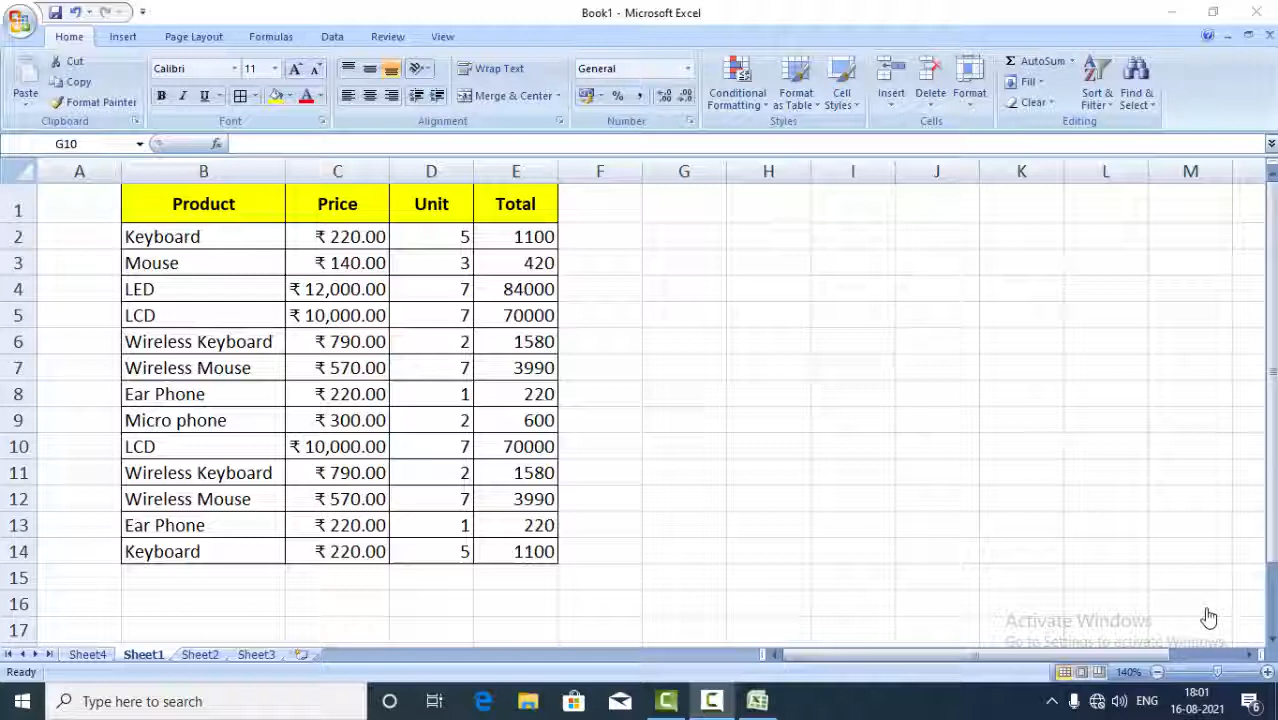 Book1 - Microsoft Excel
Home Insert Page Layout Formulas Data Review View
Cut
Copy
Format Painter
Paste
Clipboard
Calibri 11
B I U
Font
Wrap Text
Merge & Center
Alignment
General
% ,
Number
Conditional Formatting
Format as Table
Cell Styles
Styles
Insert Delete Format
Cells
Σ AutoSum
Fill
Clear
Sort & Filter
Find & Select
Editing
G10 fx
A B C D E F G H I J K L M
1 Product Price Unit Total
2 Keyboard ₹ 220.00 5 1100
3 Mouse ₹ 140.00 3 420
4 LED ₹ 12,000.00 7 84000
5 LCD ₹ 10,000.00 7 70000
6 Wireless Keyboard ₹ 790.00 2 1580
7 Wireless Mouse ₹ 570.00 7 3990
8 Ear Phone ₹ 220.00 1 220
9 Micro phone ₹ 300.00 2 600
10 LCD ₹ 10,000.00 7 70000
11 Wireless Keyboard ₹ 790.00 2 1580
12 Wireless Mouse ₹ 570.00 7 3990
13 Ear Phone ₹ 220.00 1 220
14 Keyboard ₹ 220.00 5 1100
15
16
17
Activate Windows
Go to Settings to activate Windows.
Sheet4 Sheet1 Sheet2 Sheet3
Ready 140%
Type here to search
ENG
18:01
16-08-2021
6